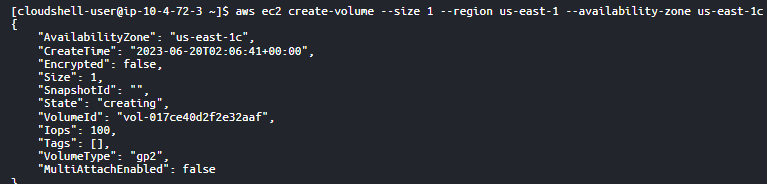 [cloudshell-user@ip-10-4-72-3 ~]$ aws ec2 create-volume --size 1 --region us-east-1 --availability-zone us-east-1c
{
    "AvailabilityZone": "us-east-1c",
    "CreateTime": "2023-06-20T02:06:41+00:00",
    "Encrypted": false,
    "Size": 1,
    "SnapshotId": "",
    "State": "creating",
    "VolumeId": "vol-017ce40d2f2e32aaf",
    "Iops": 100,
    "Tags": [],
    "VolumeType": "gp2",
    "MultiAttachEnabled": false
}